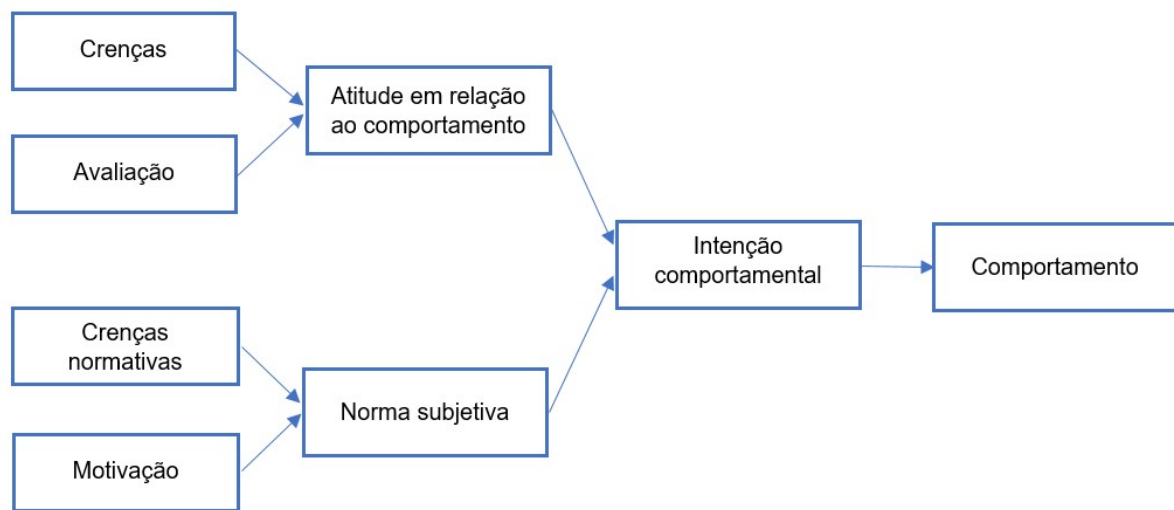 Crenças
Avaliação
Atitude em relação
ao comportamento
Crenças
normativas
Motivação
Norma subjetiva
Intenção
comportamental
Comportamento